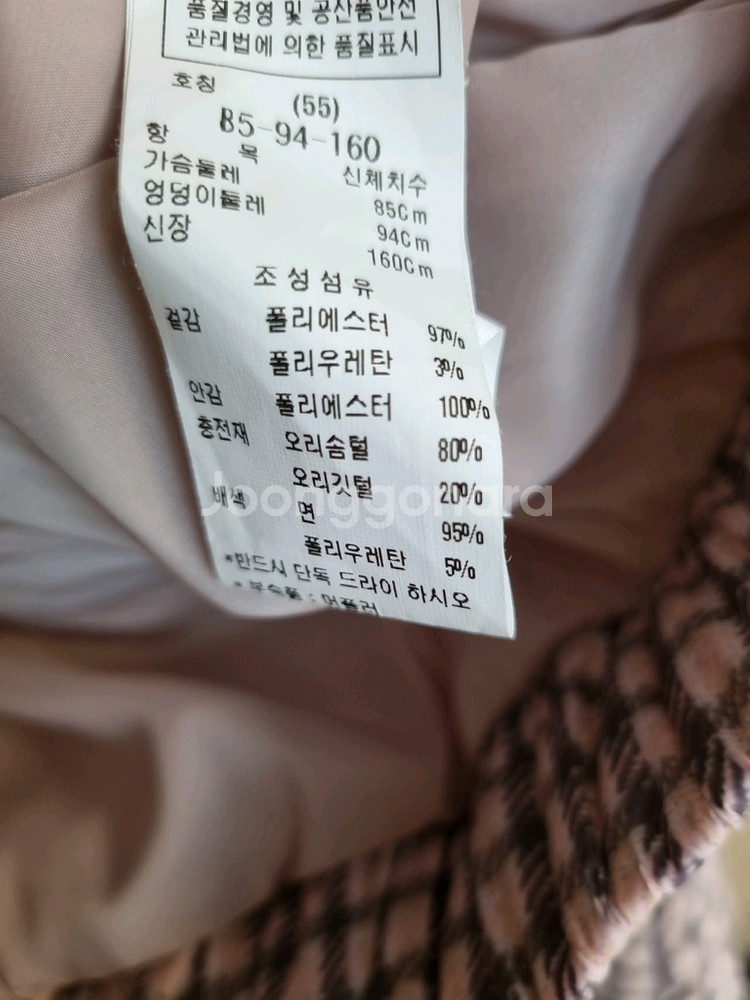 품질경영 및 공산품안전
관리법에 의한 품질표시
호칭
(55)
85-94-160
항 목 신체치수
가슴둘레 85Cm
엉덩이둘레 94Cm
신장 160Cm
조성섬유
겉감 폴리에스터 97%
폴리우레탄 3%
안감 폴리에스터 100%
충전재 오리솜털 80%
오리깃털 20%
배색 면 95%
폴리우레탄 5%
*반드시 단독 드라이 하시오
Joonggonara